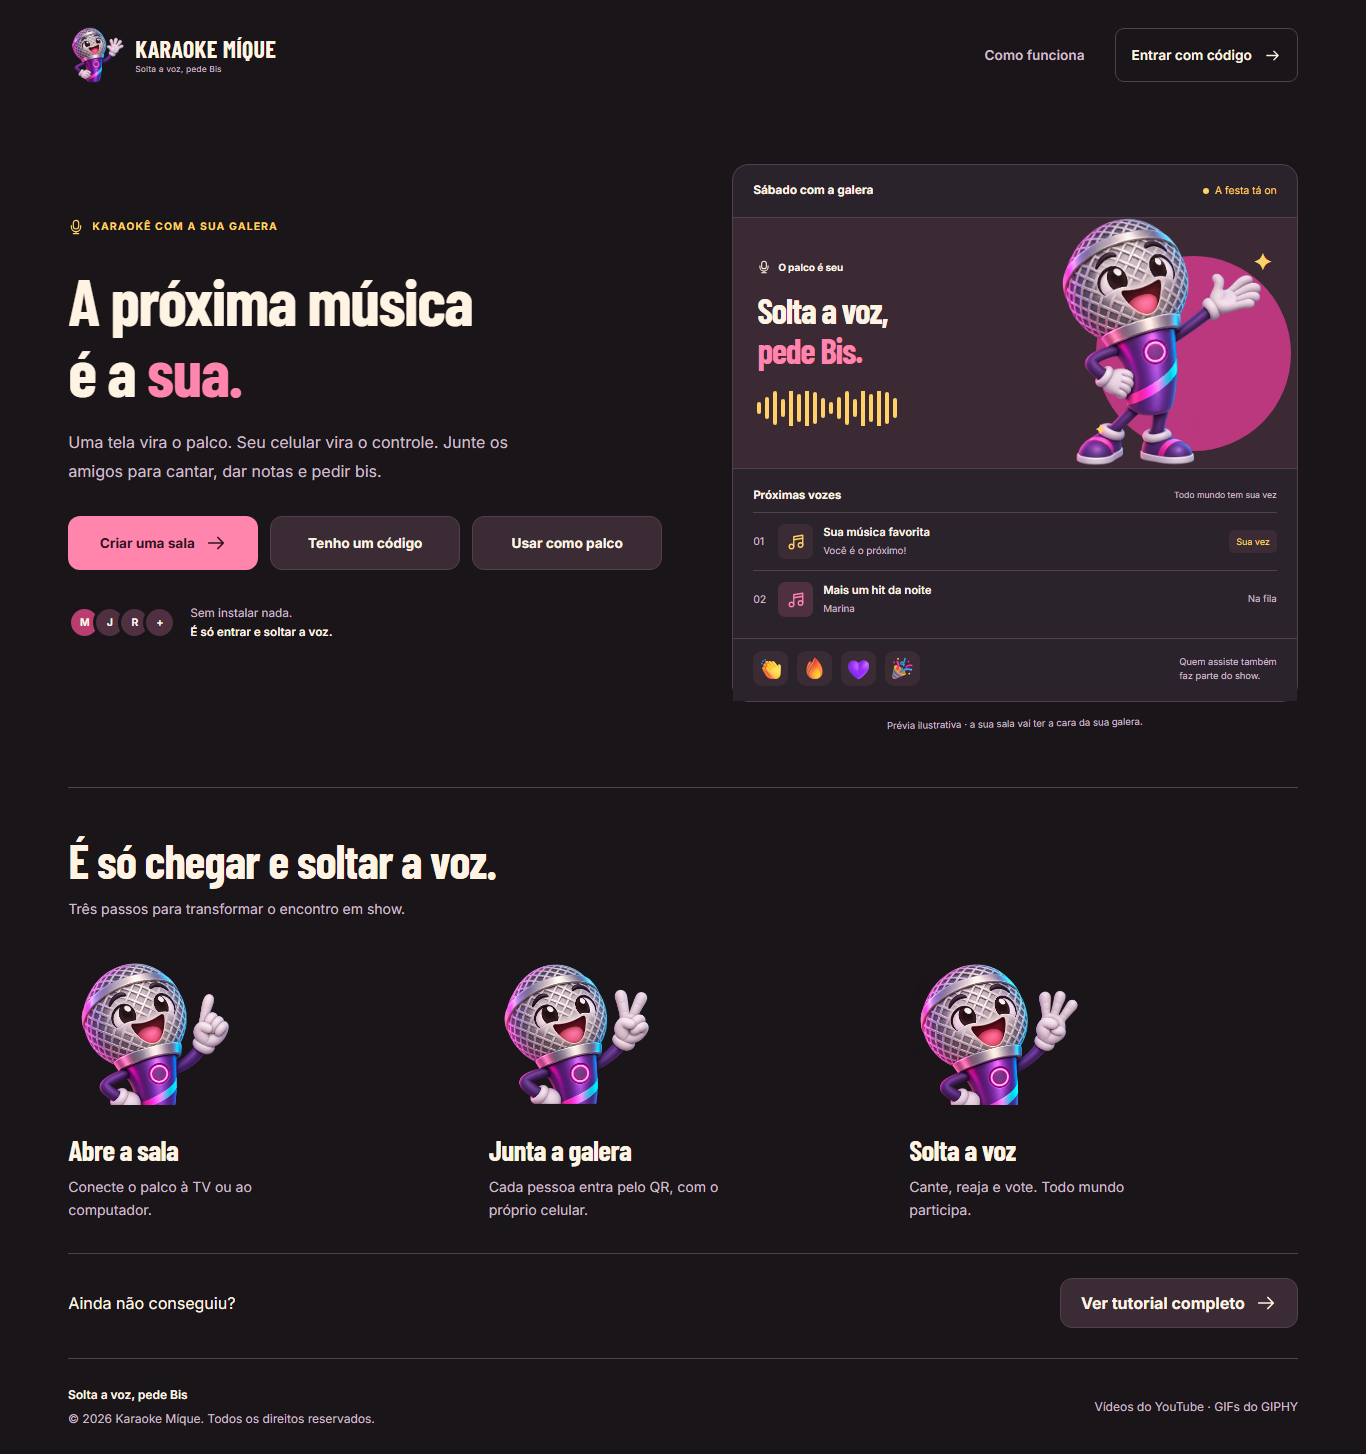 KARAOKE MÍQUE
Solta a voz, pede Bis
Como funciona
Entrar com código
KARAOKÊ COM A SUA GALERA
A próxima música
é a sua.
Uma tela vira o palco. Seu celular vira o controle. Junte os
amigos para cantar, dar notas e pedir bis.
Criar uma sala
Tenho um código
Usar como palco
M J R +
Sem instalar nada.
É só entrar e soltar a voz.
Sábado com a galera
A festa tá on
O palco é seu
Solta a voz,
pede Bis.
Próximas vozes
Todo mundo tem sua vez
01
Sua música favorita
Você é o próximo!
Sua vez
02
Mais um hit da noite
Marina
Na fila
Quem assiste também
faz parte do show.
Prévia ilustrativa · a sua sala vai ter a cara da sua galera.
É só chegar e soltar a voz.
Três passos para transformar o encontro em show.
Abre a sala
Conecte o palco à TV ou ao
computador.
Junta a galera
Cada pessoa entra pelo QR, com o
próprio celular.
Solta a voz
Cante, reaja e vote. Todo mundo
participa.
Ainda não conseguiu?
Ver tutorial completo
Solta a voz, pede Bis
© 2026 Karaoke Míque. Todos os direitos reservados.
Vídeos do YouTube · GIFs do GIPHY